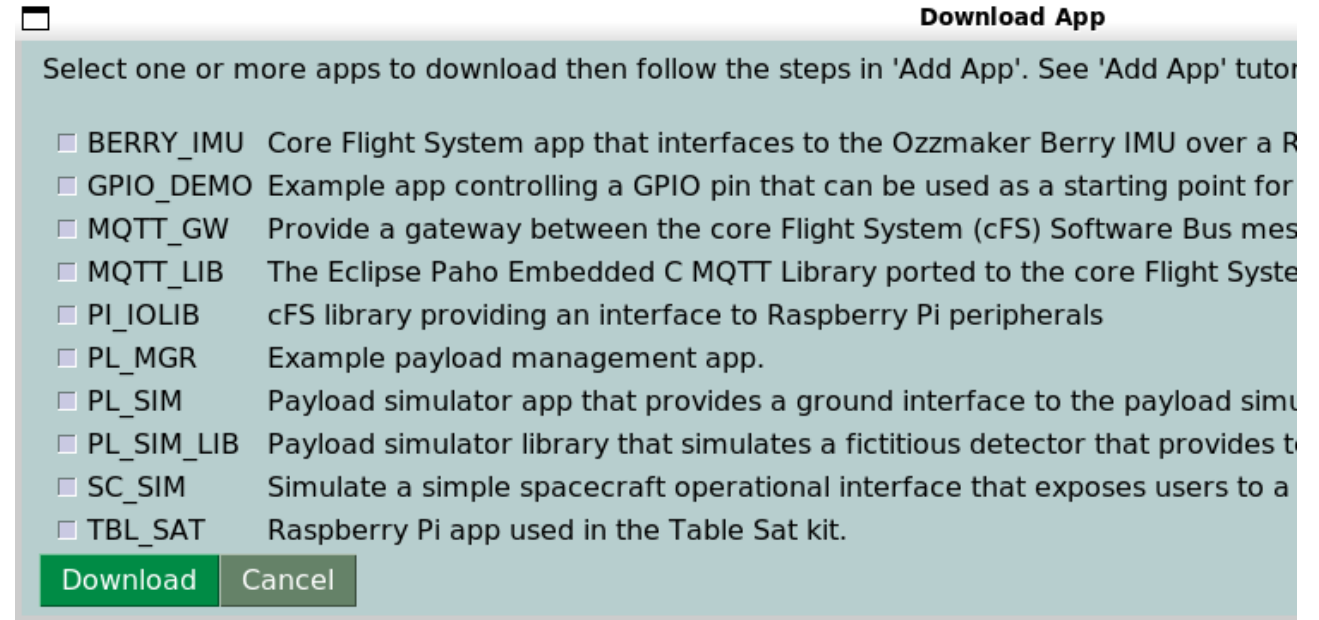 Download App
Select one or more apps to download then follow the steps in 'Add App'. See 'Add App'
BERRY_IMU Core Flight System app that interfaces to the Ozzmaker Berry IMU over a
GPIO_DEMO Example app controlling a GPIO pin that can be used as a starting point for
MQTT_GW Provide a gateway between the core Flight System (cFS) Software Bus
MQTT_LIB The Eclipse Paho Embedded C MQTT Library ported to the core Flight
PI_IOLIB cFS library providing an interface to Raspberry Pi peripherals
PL_MGR Example payload management app.
PL_SIM Payload simulator app that provides a ground interface to the payload
PL_SIM_LIB Payload simulator library that simulates a fictitious detector that provides
SC_SIM Simulate a simple spacecraft operational interface that exposes users to a
TBL_SAT Raspberry Pi app used in the Table Sat kit.
Download Cancel